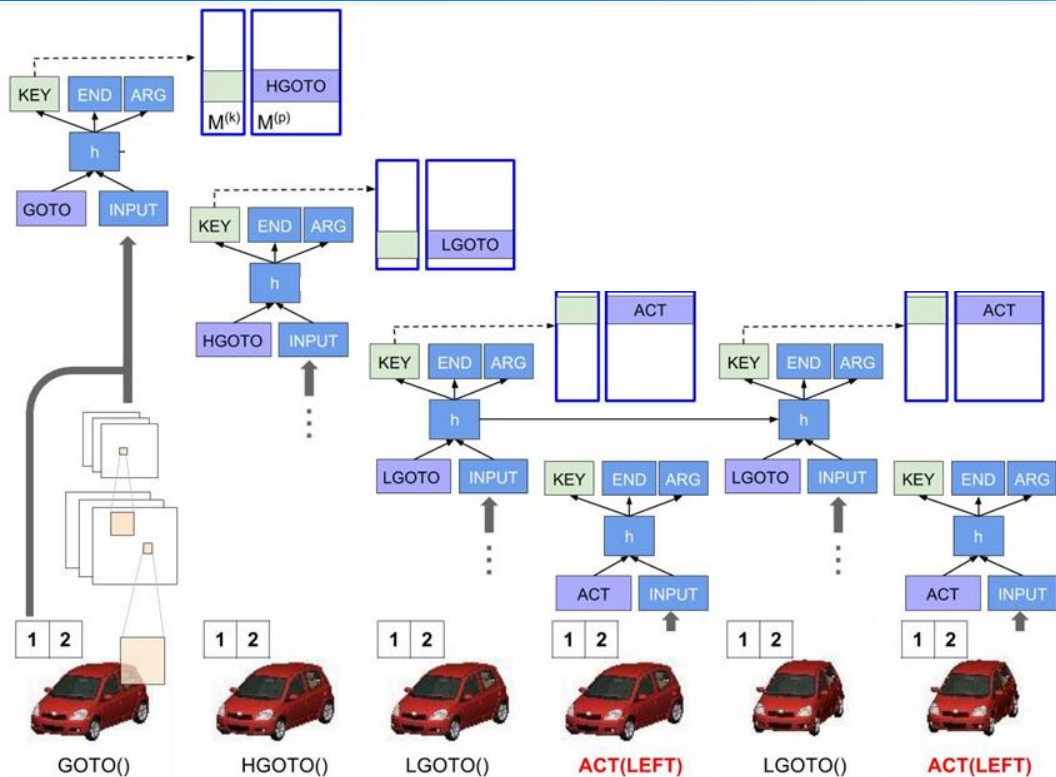 KEY END ARG
M(k) M(p)
HGOTO
h
GOTO INPUT
KEY END ARG
LGOTO
h
HGOTO INPUT
KEY END ARG
ACT
h
LGOTO INPUT
KEY END ARG
h
ACT INPUT
KEY END ARG
ACT
h
LGOTO INPUT
KEY END ARG
h
ACT INPUT
1 2
1 2
1 2
1 2
1 2
1 2
GOTO() HGOTO() LGOTO() ACT(LEFT) LGOTO() ACT(LEFT)